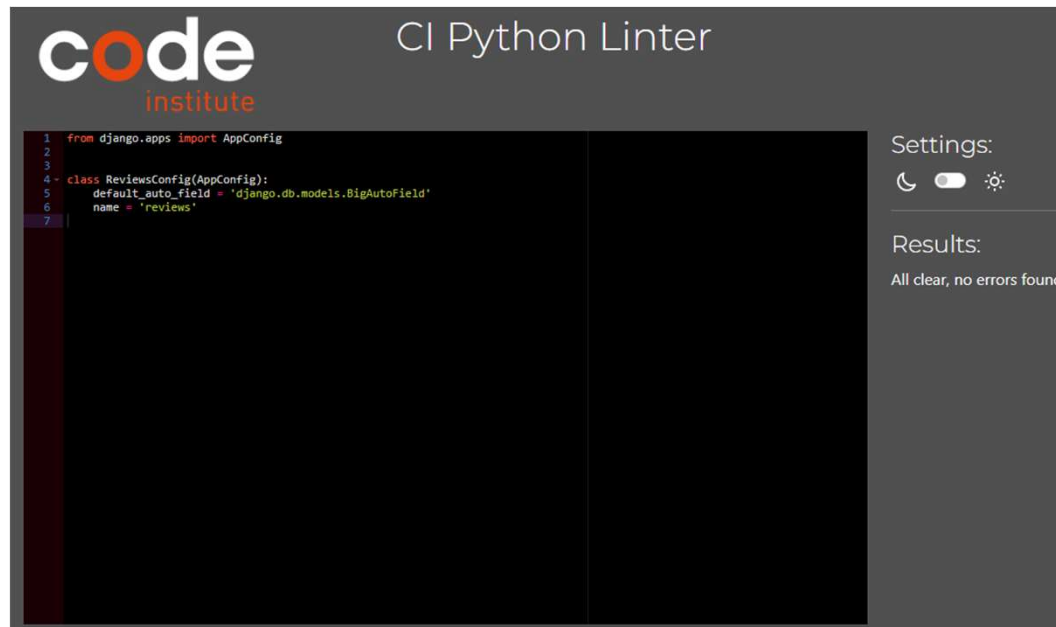 code
institute
CI Python Linter
1 from django.apps import AppConfig
2
3
4 class ReviewsConfig(AppConfig):
5     default_auto_field = 'django.db.models.BigAutoField'
6     name = 'reviews'
7
Settings:
Results:
All clear, no errors found